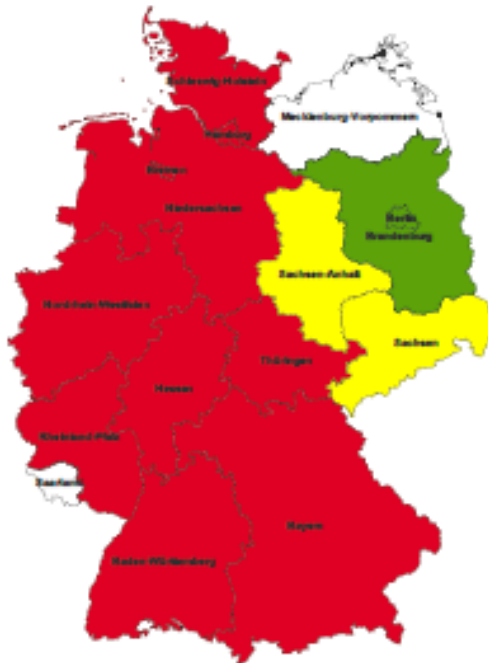 Schleswig-Holstein
Mecklenburg-Vorpommern
Hamburg
Bremen
Niedersachsen
Berlin
Brandenburg
Sachsen-Anhalt
Nordrhein-Westfalen
Sachsen
Thüringen
Hessen
Rheinland-Pfalz
Saarland
Bayern
Baden-Württemberg